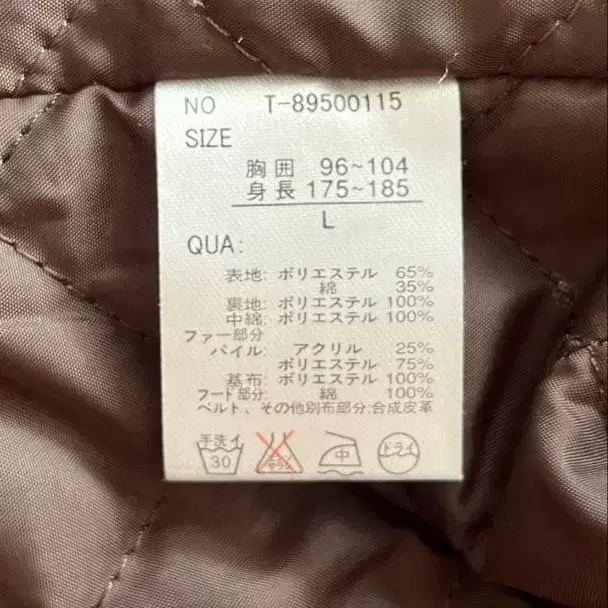 NO T-89500115
SIZE
胸囲 96~104
身長 175~185
L
QUA:
表地: ポリエステル 65%
綿 35%
裏地: ポリエステル 100%
中綿: ポリエステル 100%
ファー部分
パイル: アクリル 25%
ポリエステル 75%
基布: ポリエステル 100%
フード部分: 綿 100%
ベルト、その他別布部分:合成皮革
手洗イ 30 中 ドライ